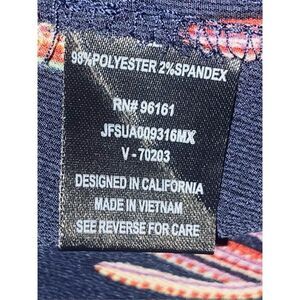 98%POLYESTER 2%SPANDEX
RN# 96161
JFSUA009316MX
V - 70203
DESIGNED IN CALIFORNIA
MADE IN VIETNAM
SEE REVERSE FOR CARE